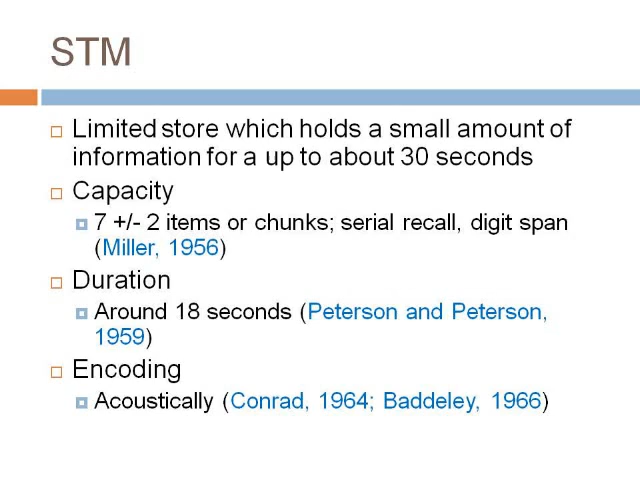 STM
Limited store which holds a small amount of
information for a up to about 30 seconds
Capacity
7 +/- 2 items or chunks; serial recall, digit span
(Miller, 1956)
Duration
Around 18 seconds (Peterson and Peterson,
1959)
Encoding
Acoustically (Conrad, 1964; Baddeley, 1966)